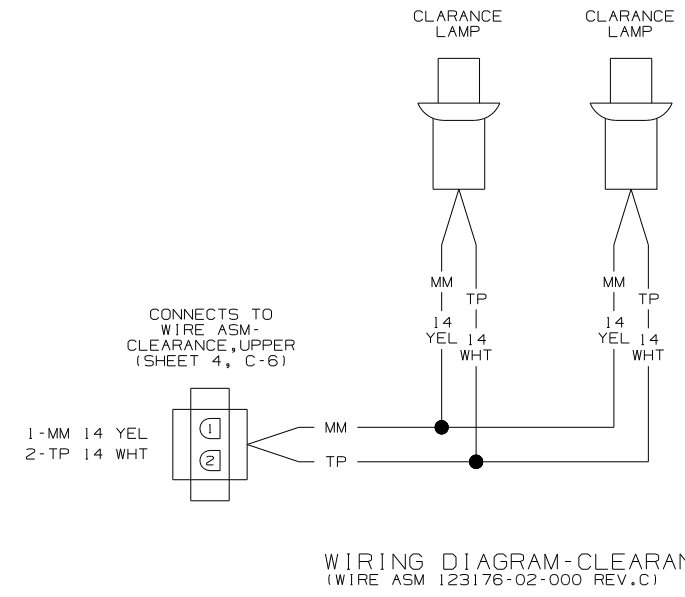 CLARANCE
LAMP
CLARANCE
LAMP
MM
TP
14
YEL
14
WHT
MM
TP
14
YEL
14
WHT
CONNECTS TO
WIRE ASM-
CLEARANCE,UPPER
(SHEET 4, C-6)
1-MM 14 YEL
2-TP 14 WHT
1
2
MM
TP
WIRING DIAGRAM-CLEARAN
(WIRE ASM 123176-02-000 REV.C)